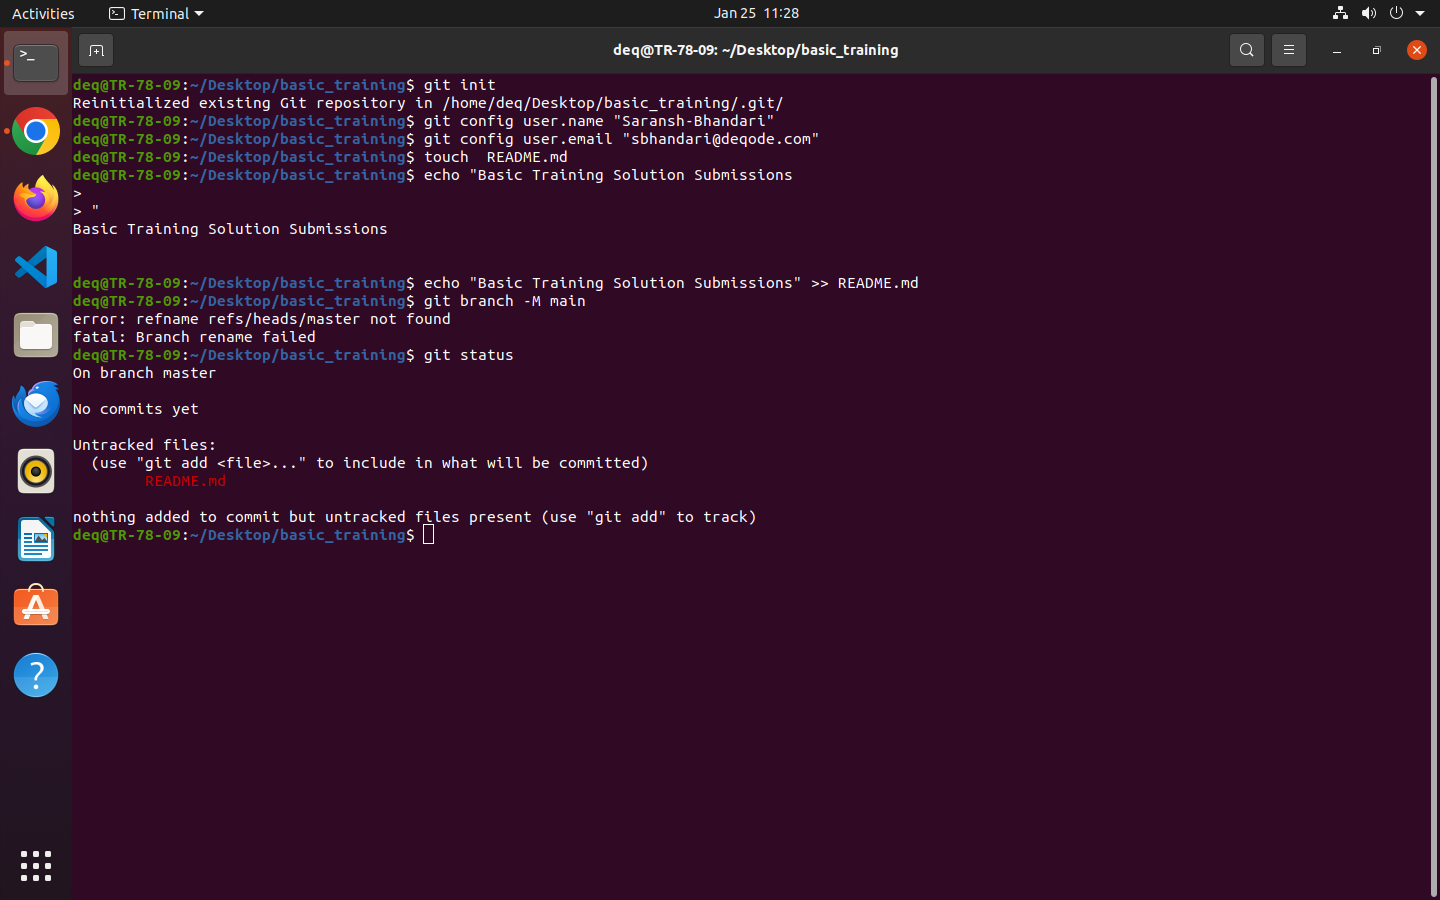 Activities
Terminal
Jan 25 11:28
deq@TR-78-09: ~/Desktop/basic_training
deq@TR-78-09:~/Desktop/basic_training$ git init
Reinitialized existing Git repository in /home/deq/Desktop/basic_training/.git/
deq@TR-78-09:~/Desktop/basic_training$ git config user.name "Saransh-Bhandari"
deq@TR-78-09:~/Desktop/basic_training$ git config user.email "sbhandari@deqode.com"
deq@TR-78-09:~/Desktop/basic_training$ touch  README.md
deq@TR-78-09:~/Desktop/basic_training$ echo "Basic Training Solution Submissions
>
> "
Basic Training Solution Submissions
deq@TR-78-09:~/Desktop/basic_training$ echo "Basic Training Solution Submissions" >> README.md
deq@TR-78-09:~/Desktop/basic_training$ git branch -M main
error: refname refs/heads/master not found
fatal: Branch rename failed
deq@TR-78-09:~/Desktop/basic_training$ git status
On branch master
No commits yet
Untracked files:
  (use "git add <file>..." to include in what will be committed)
        README.md
nothing added to commit but untracked files present (use "git add" to track)
deq@TR-78-09:~/Desktop/basic_training$